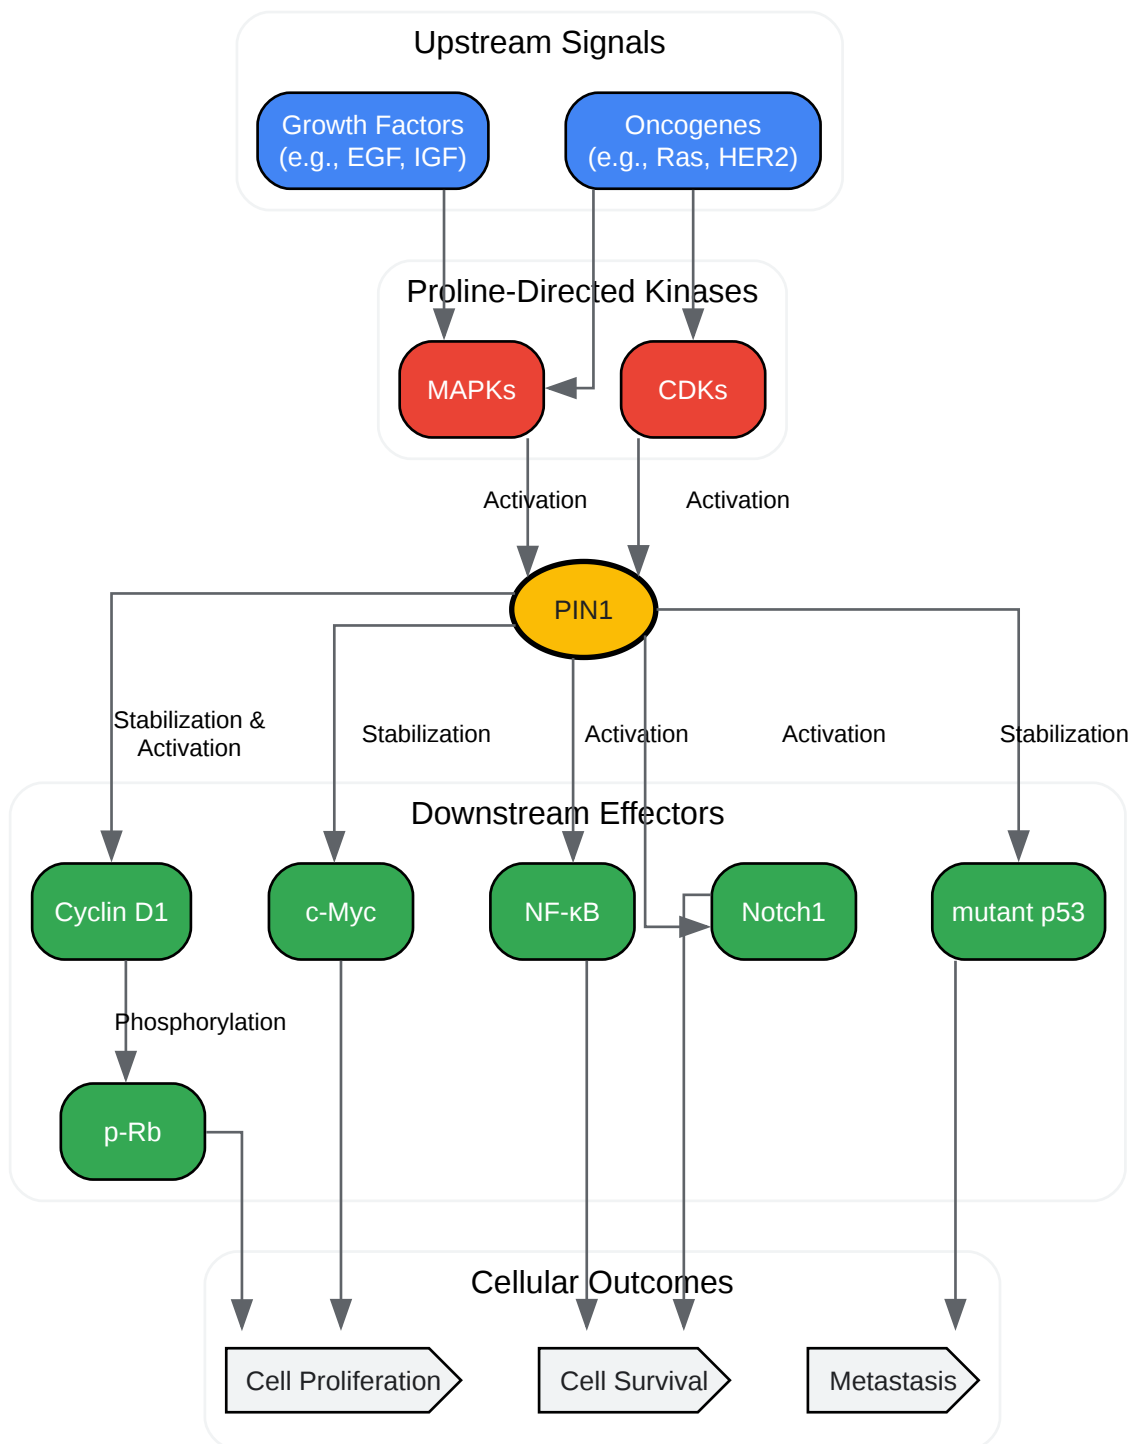 Upstream Signals
Growth Factors
(e.g., EGF, IGF)
Oncogenes
(e.g., Ras, HER2)
Proline-Directed Kinases
MAPKs
CDKs
Activation
Activation
PIN1
Stabilization &
Activation
Stabilization
Activation
Activation
Stabilization
Downstream Effectors
Cyclin D1
c-Myc
NF-κB
Notch1
mutant p53
Phosphorylation
p-Rb
Cellular Outcomes
Cell Proliferation
Cell Survival
Metastasis